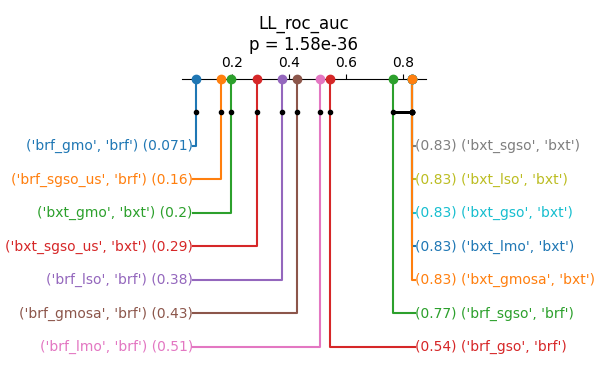 LL_roc_auc
p = 1.58e-36
0.2 0.4 0.6 0.8
('brf_gmo', 'brf') (0.071) (0.83) ('bxt_sgso', 'bxt')
('brf_sgso_us', 'brf') (0.16) (0.83) ('bxt_lso', 'bxt')
('bxt_gmo', 'bxt') (0.2) (0.83) ('bxt_gso', 'bxt')
('bxt_sgso_us', 'bxt') (0.29) (0.83) ('bxt_lmo', 'bxt')
('brf_lso', 'brf') (0.38) (0.83) ('bxt_gmosa', 'bxt')
('brf_gmosa', 'brf') (0.43) (0.77) ('brf_sgso', 'brf')
('brf_lmo', 'brf') (0.51) (0.54) ('brf_gso', 'brf')